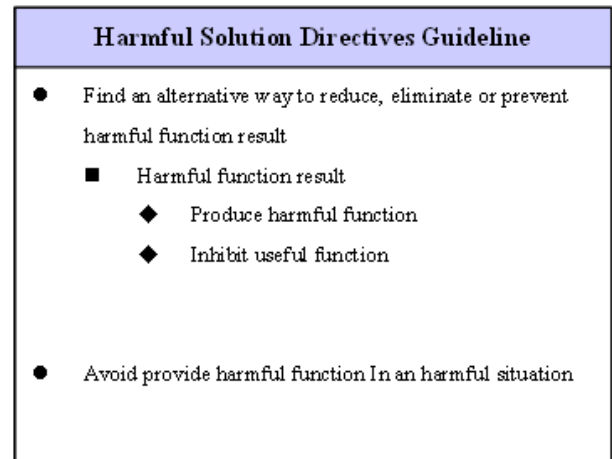 Harmful Solution Directives Guideline
● Find an alternative way to reduce, eliminate or prevent
harmful function result
■ Harmful function result
◆ Produce harmful function
◆ Inhibit useful function
● Avoid provide harmful function In an harmful situation